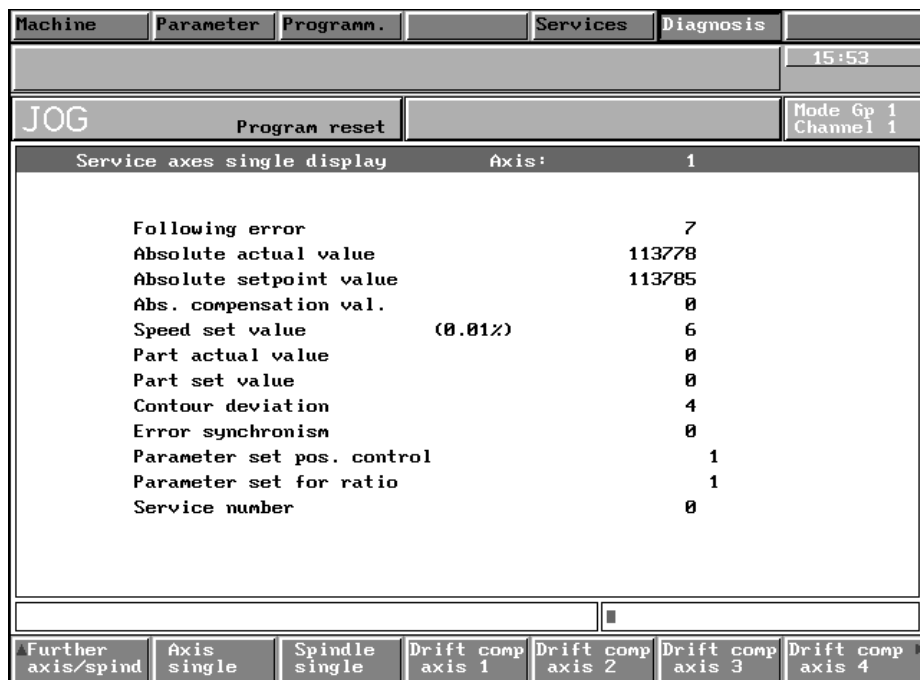 Machine Parameter Programm. Services Diagnosis
15:53
JOG Program reset Mode Gp 1
Channel 1
Service axes single display Axis: 1
Following error 7
Absolute actual value 113778
Absolute setpoint value 113785
Abs. compensation val. 0
Speed set value (0.01%) 6
Part actual value 0
Part set value 0
Contour deviation 4
Error synchronism 0
Parameter set pos. control 1
Parameter set for ratio 1
Service number 0
Further axis/spind
Axis single
Spindle single
Drift comp axis 1
Drift comp axis 2
Drift comp axis 3
Drift comp axis 4